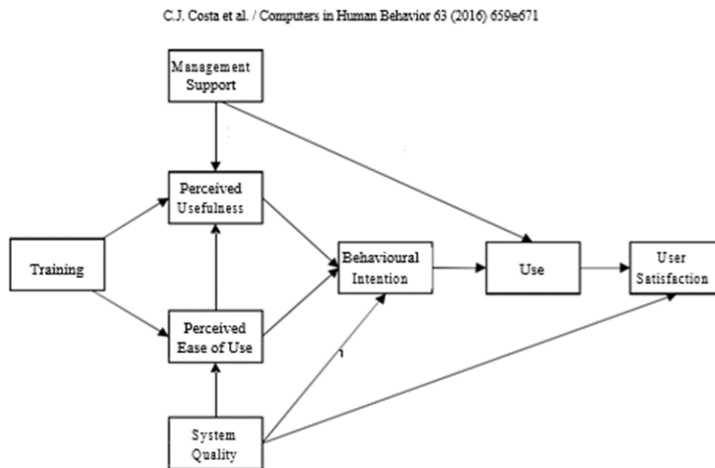 C.J. Costa et al. / Computers in Human Behavior 63 (2016) 659e671
Management
Support
Perceived
Usefulness
Training
Behavioural
Intention
Use
User
Satisfaction
Perceived
Ease of Use
System
Quality